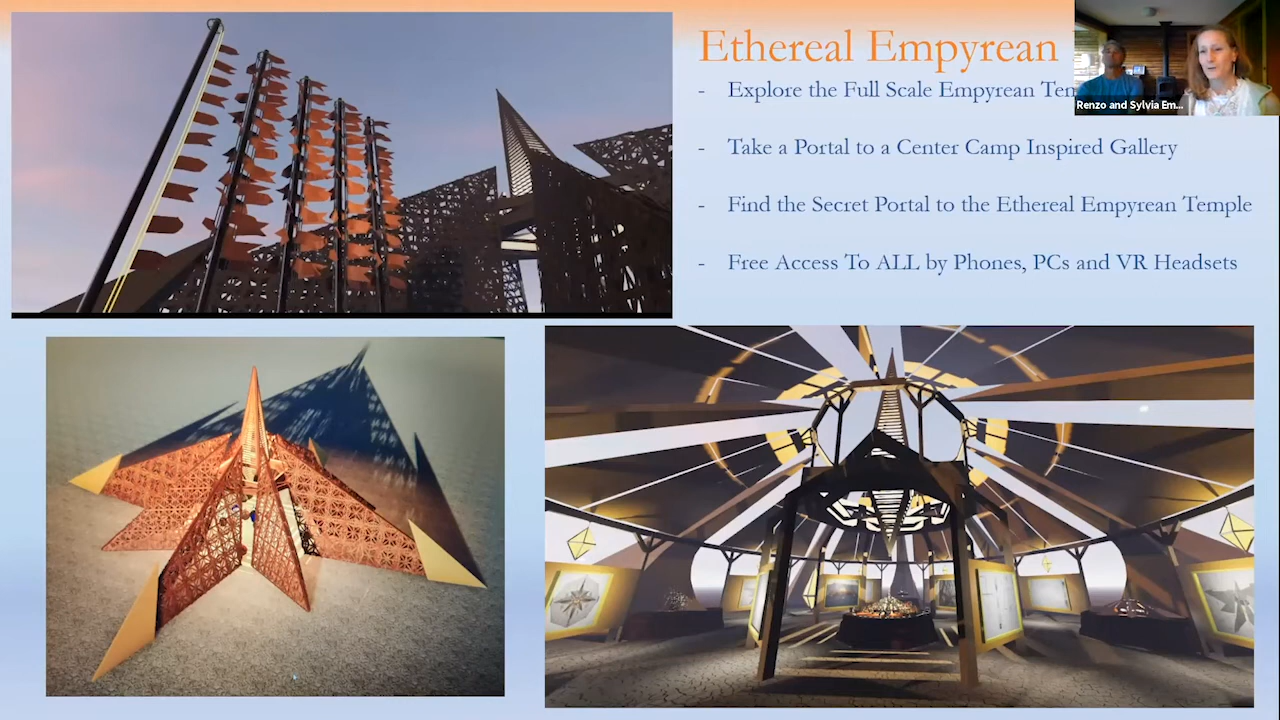 Ethereal Empyrean
- Explore the Full Scale Empyrean
Renzo and Sylvia Em...
- Take a Portal to a Center Camp Inspired Gallery
- Find the Secret Portal to the Ethereal Empyrean Temple
- Free Access To ALL by Phones, PCs and VR Headsets